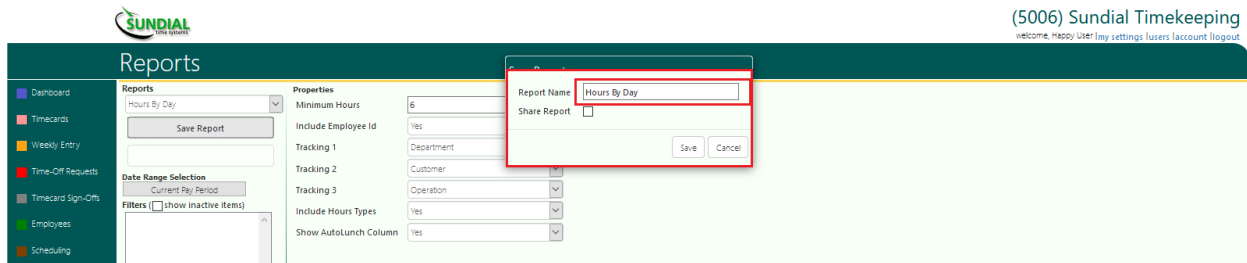 SUNDIAL
time systems
(5006) Sundial Timekeeping
welcome, Happy User |my settings |users |account |logout
Reports
Dashboard
Timecards
Weekly Entry
Time-Off Requests
Timecard Sign-Offs
Employees
Scheduling
Reports
Hours By Day
Save Report
Date Range Selection
Current Pay Period
Filters ( show inactive items)
Properties
Minimum Hours 6
Include Employee Id Yes
Tracking 1 Department
Tracking 2 Customer
Tracking 3 Operation
Include Hours Types Yes
Show AutoLunch Column Yes
Report Name Hours By Day
Share Report
Save Cancel